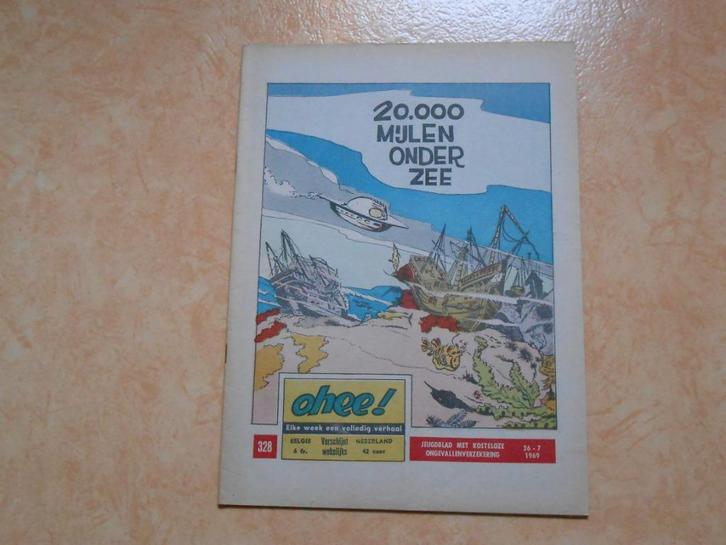 20.000
MIJLEN
ONDER
ZEE
ohee!
Elke week een volledig verhaal
328
BELGIE
6 fr.
Verschijnt
wekelijks
NEDERLAND
42 cent
JEUGDBLAD MET KOSTELOZE
ONGEVALLENVERZEKERING
26-7
1969